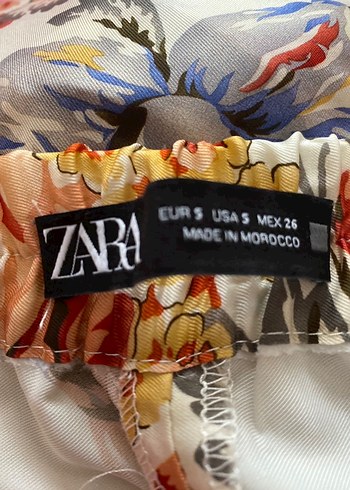 ZARA
EUR S USA S MEX 26
MADE IN MOROCCO